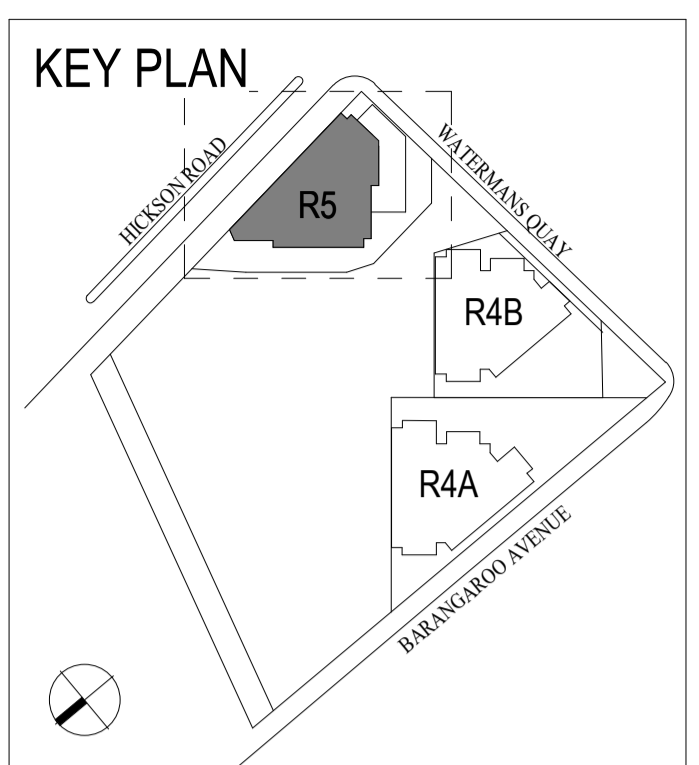 KEY PLAN
HICKSON ROAD
WATERMANS QUAY
R5
R4B
R4A
BARANGAROO AVENUE